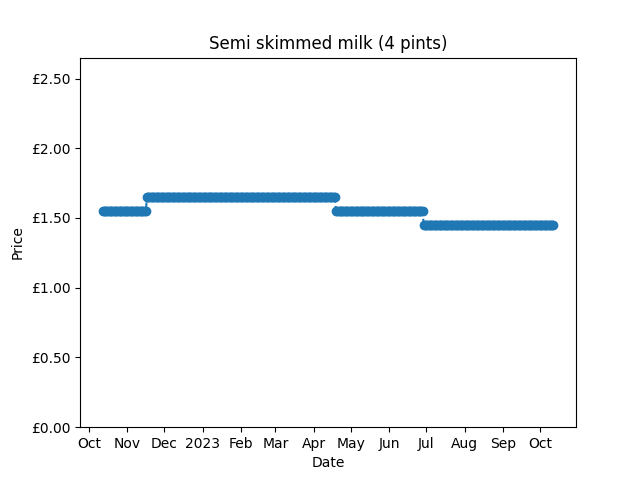 Semi skimmed milk (4 pints)
£2.50
£2.00
£1.50
£1.00
£0.50
£0.00
Price
Oct Nov Dec 2023 Feb Mar Apr May Jun Jul Aug Sep Oct
Date